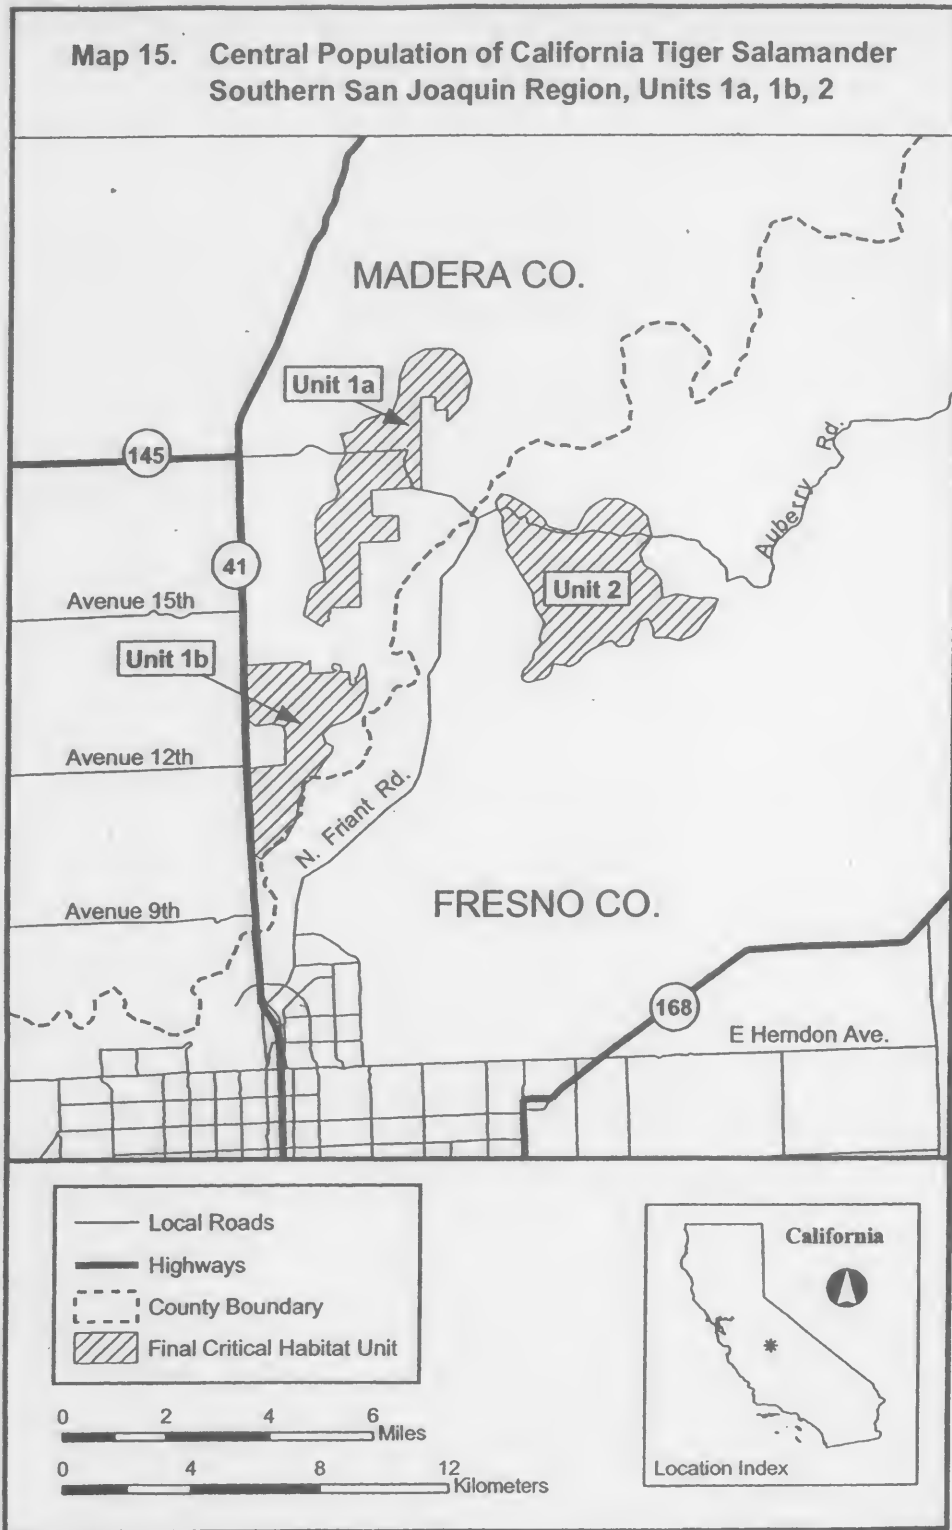 Map 15. Central Population of California Tiger Salamander
Southern San Joaquin Region, Units 1a, 1b, 2
MADERA CO.
Unit 1a
145
Auberry Rd.
41
Unit 2
Avenue 15th
Unit 1b
Avenue 12th
N. Friant Rd.
FRESNO CO.
Avenue 9th
168
E Herndon Ave.
Local Roads
Highways
County Boundary
Final Critical Habitat Unit
0 2 4 6
Miles
0 4 8 12
Kilometers
California
Location Index